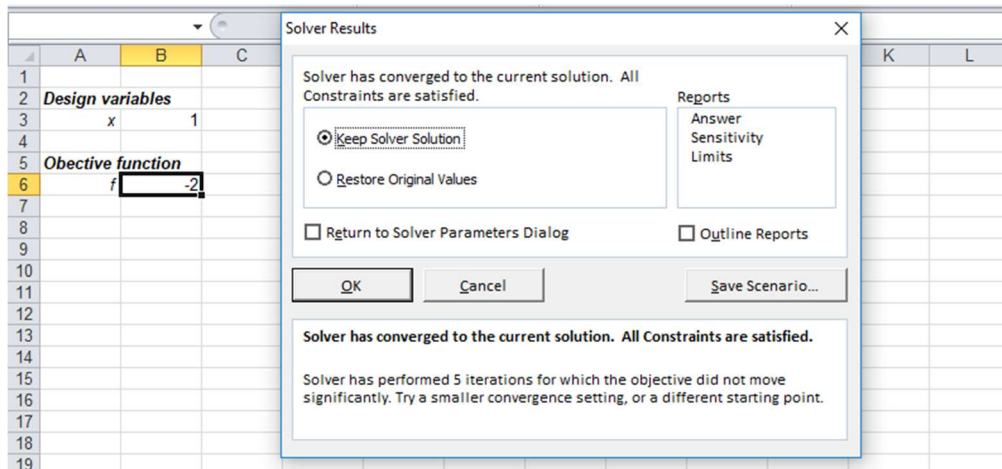 Solver Results
A B C K L
1
2 Design variables
3 x 1
4
5 Obective function
6 f -2
7
8
9
10
11
12
13
14
15
16
17
18
19
Solver has converged to the current solution. All
Constraints are satisfied.
Keep Solver Solution
Restore Original Values
Reports
Answer
Sensitivity
Limits
Return to Solver Parameters Dialog
Outline Reports
OK
Cancel
Save Scenario...
Solver has converged to the current solution. All Constraints are satisfied.
Solver has performed 5 iterations for which the objective did not move
significantly. Try a smaller convergence setting, or a different starting point.